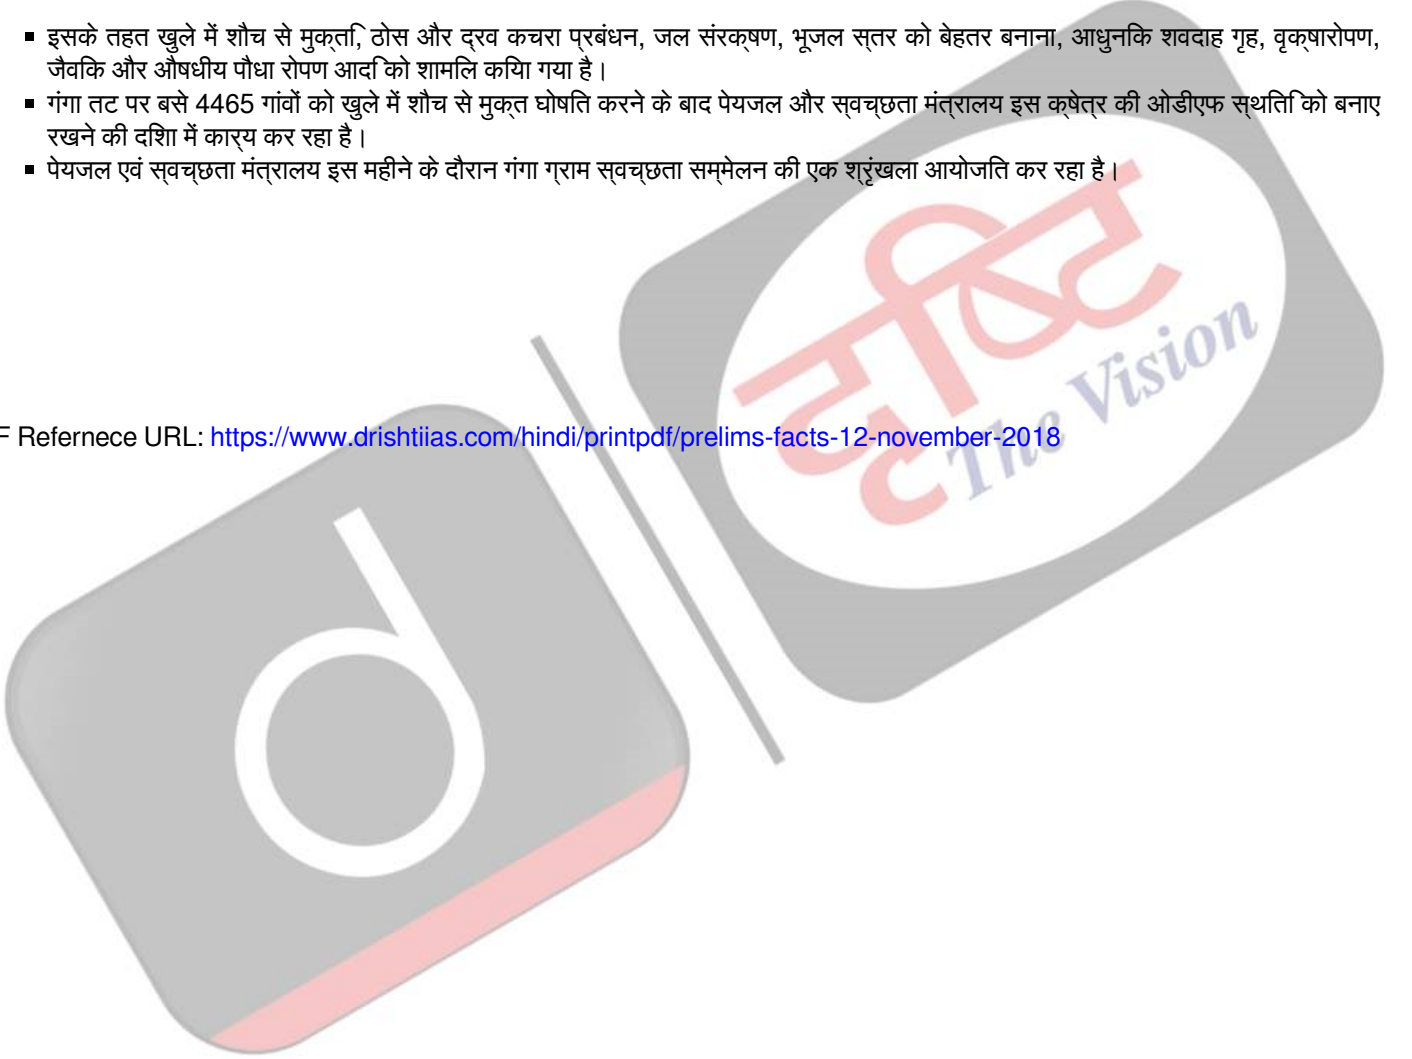 ▪ इसके तहत खुले में शौच से मुक्ति, ठोस और द्रव कचरा प्रबंधन, जल संरक्षण, भूजल स्तर को बेहतर बनाना, आधुनिक शवदाह गृह, वृक्षारोपण,
जैविक और औषधीय पौधा रोपण आदि को शामिल किया गया है।
▪ गंगा तट पर बसे 4465 गांवों को खुले में शौच से मुक्त घोषित करने के बाद पेयजल और स्वच्छता मंत्रालय इस क्षेत्र की ओडीएफ स्थिति को बनाए
रखने की दिशा में कार्य कर रहा है।
▪ पेयजल एवं स्वच्छता मंत्रालय इस महीने के दौरान गंगा ग्राम स्वच्छता सम्मेलन की एक श्रृंखला आयोजित कर रहा है।
F Refernece URL: https://www.drishtiias.com/hindi/printpdf/prelims-facts-12-november-2018
दृष्टि
The Vision
d